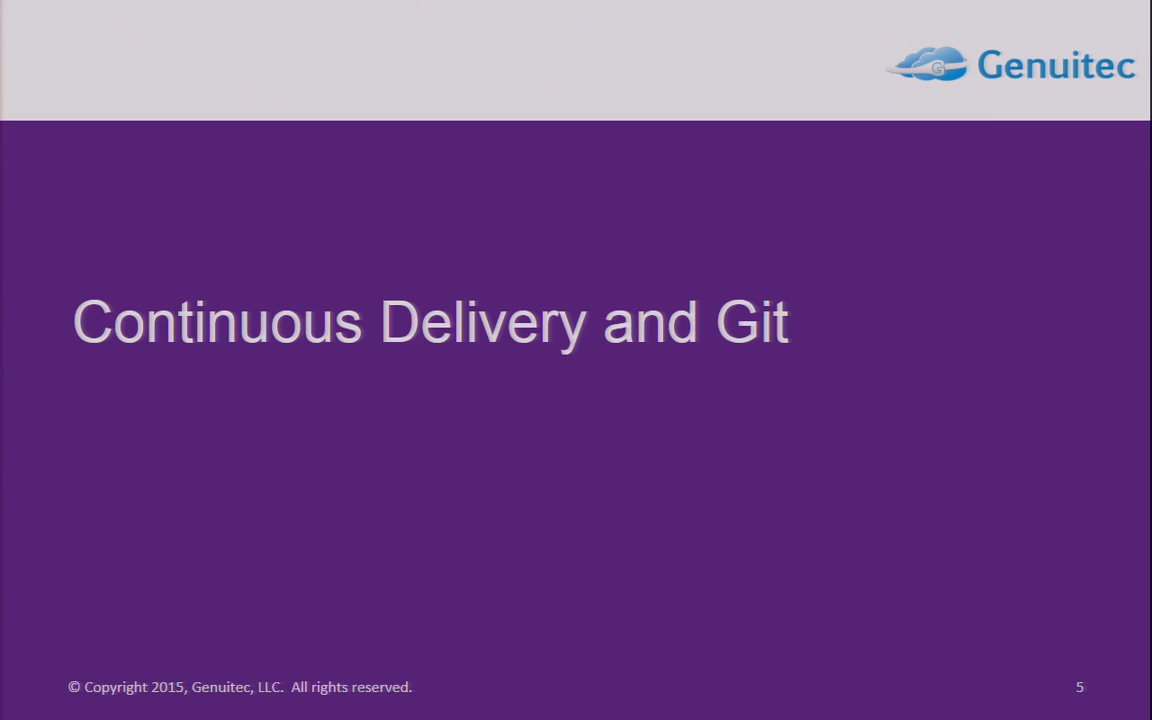 Genuitec
Continuous Delivery and Git
© Copyright 2015, Genuitec, LLC. All rights reserved.
5